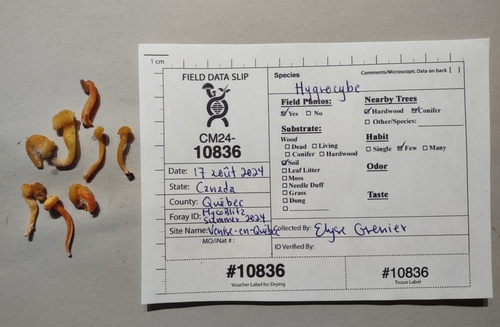 1 cm
FIELD DATA SLIP
CM24-
10836
Date: 17 août 2024
State: Canada
County: Québec
Foray ID: MycoBlitz Summer 2024
Site Name: Venise-en-Québec
MO/iNat #:
Species
Comments/Microscopic Data on back [ ]
Hygrocybe
Field Photos:
Yes No
Substrate:
Wood
Dead Living
Conifer Hardwood
Soil
Leaf Litter
Moss
Needle Duff
Grass
Dung
Nearby Trees
Hardwood Conifer
Other/Species:
Habit
Single Few Many
Odor
Taste
Collected By: Elyse Grenier
ID Verified By:
#10836
Voucher Label for Drying
#10836
Tissue Label